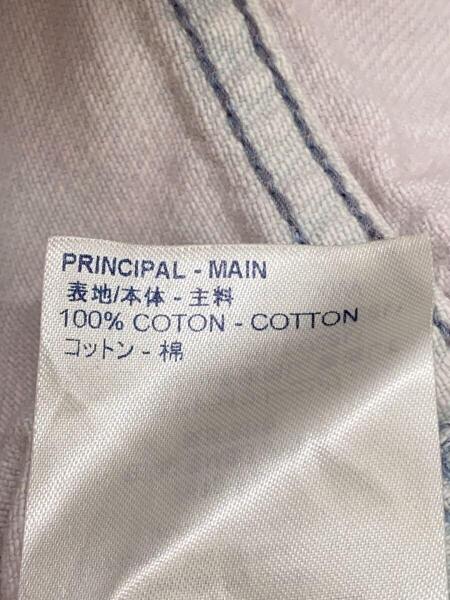 PRINCIPAL - MAIN
表地/本体 - 主料
100% COTON - COTTON
コットン - 棉